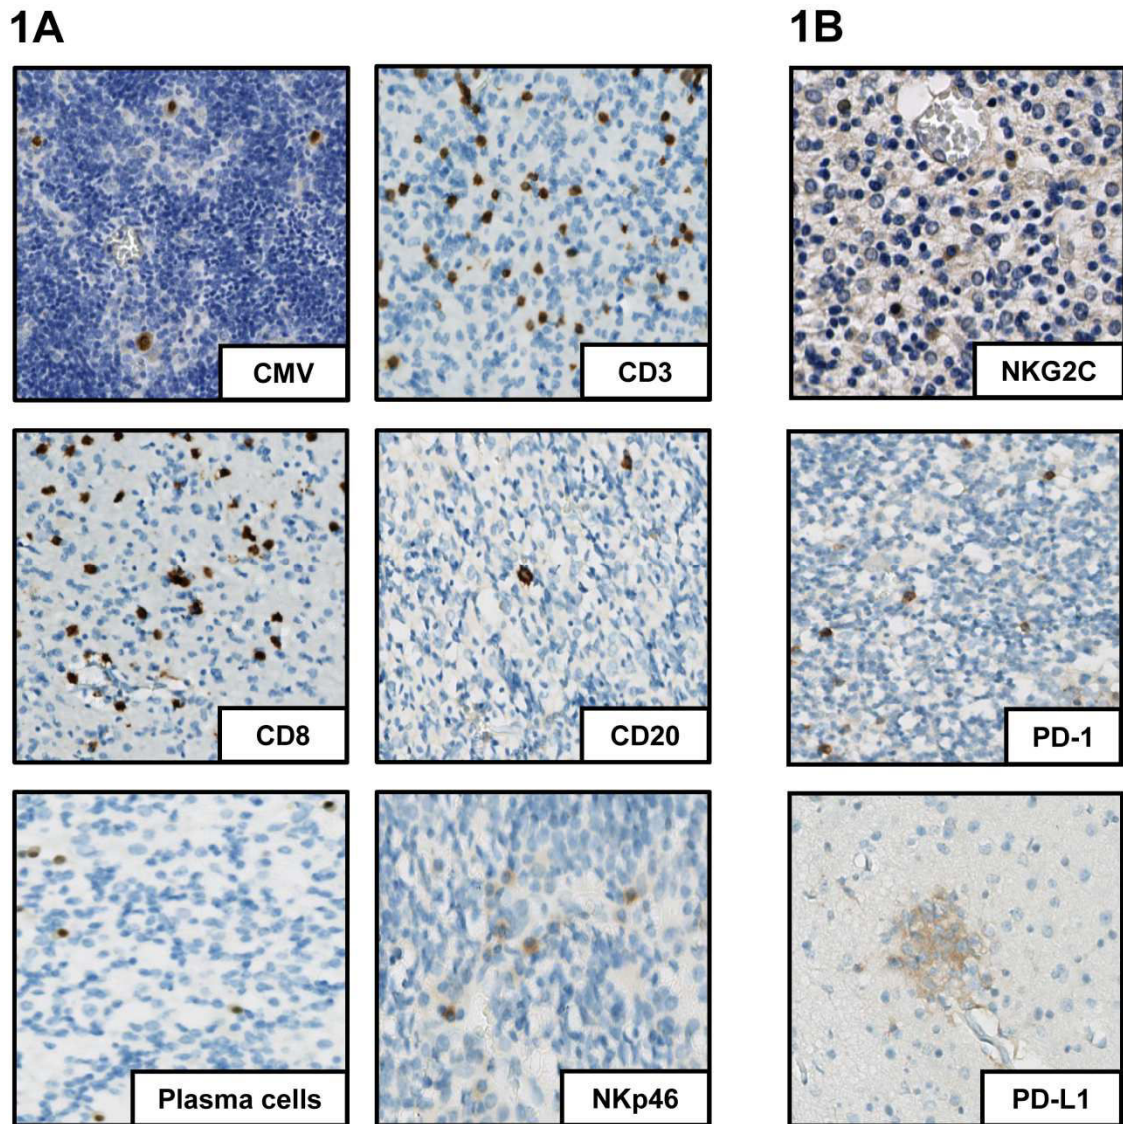 1A
1B
CMV
CD3
NKG2C
CD8
CD20
PD-1
Plasma cells
NKp46
PD-L1